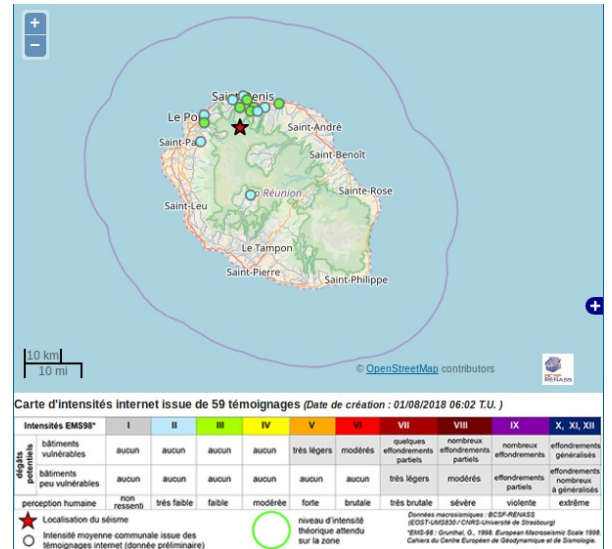 +
−
Saint-Denis
Le Po
Saint-André
Saint-Pa
Saint-Benoît
La Réunion
Sainte-Rose
Saint-Leu
Le Tampon
Saint-Pierre
Saint-Philippe
+
10 km
10 mi
© OpenStreetMap contributors
RENASS
Carte d'intensités internet issue de 59 témoignages (Date de création : 01/08/2018 06:02 T.U. )
Intensités EMS98* I II III IV V VI VII VIII IX X, XI, XII
dégâts potentiels
bâtiments vulnérables aucun aucun aucun aucun très légers modérés quelques effondrements partiels nombreux effondrements partiels nombreux effondrements effondrements généralisés
bâtiments peu vulnérables aucun aucun aucun aucun aucun aucun très légers modérés effondrements partiels effondrements nombreux à généralisés
perception humaine non ressenti très faible faible modérée forte brutale très brutale sévère violente extrême
Localisation du séisme
Intensité moyenne communale issue des
témoignages internet (donnée préliminaire)
niveau d'intensité
théorique attendu
sur la zone
Données macrosismiques : BCSF-RENASS
(EOST-UMS830 / CNRS-Université de Strasbourg)
*EMS-98 : Grunthal, G., 1998. European Macroseismic Scale 1998.
Cahiers du Centre Européen de Géodynamique et de Sismologie.